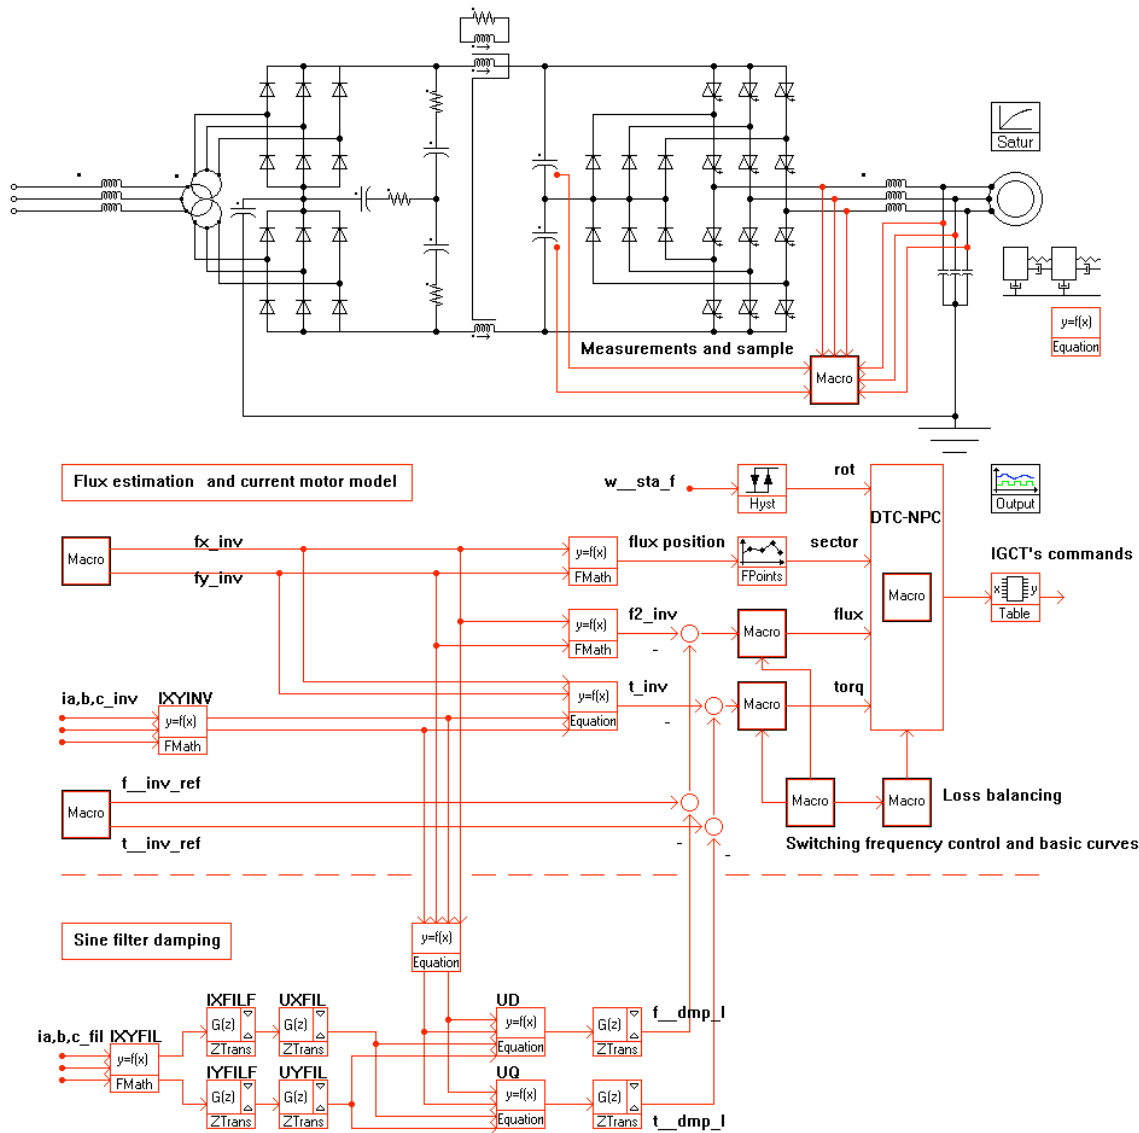 Satur
y=f(x)
Equation
Measurements and sample
Macro
Flux estimation and current motor model
w__sta_f
Hyst
rot
DTC-NPC
Output
Macro
fx_inv
fy_inv
y=f(x)
FMath
flux position
FPoints
sector
IGCT's commands
Macro
x y
Table
y=f(x)
FMath
f2_inv
-
Macro
flux
ia,b,c_inv
IXYINV
y=f(x)
FMath
y=f(x)
Equation
t_inv
-
Macro
torq
f__inv_ref
Macro
t__inv_ref
Macro
Macro
Loss balancing
Switching frequency control and basic curves
-
-
Sine filter damping
y=f(x)
Equation
ia,b,c_fil
IXYFIL
y=f(x)
FMath
IXFILF
G(z)
ZTrans
UXFIL
G(z)
ZTrans
UD
y=f(x)
Equation
G(z)
ZTrans
f__dmp_I
IYFILF
G(z)
ZTrans
UYFIL
G(z)
ZTrans
UQ
y=f(x)
Equation
G(z)
ZTrans
t__dmp_I